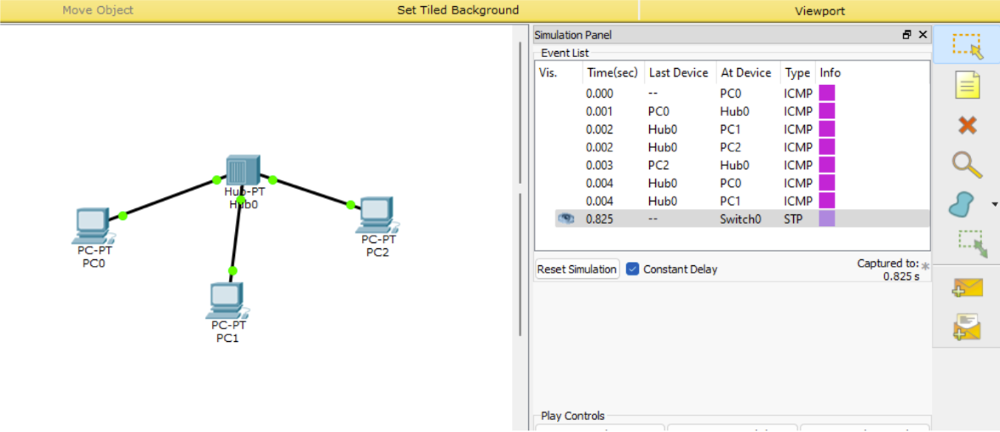 Move Object Set Tiled Background Viewport
Simulation Panel
Event List
Vis. Time(sec) Last Device At Device Type Info
0.000 -- PC0 ICMP
0.001 PC0 Hub0 ICMP
0.002 Hub0 PC1 ICMP
0.002 Hub0 PC2 ICMP
0.003 PC2 Hub0 ICMP
0.004 Hub0 PC0 ICMP
0.004 Hub0 PC1 ICMP
0.825 -- Switch0 STP
Reset Simulation Constant Delay Captured to: *
0.825 s
Play Controls
Hub-PT
Hub0
PC-PT
PC0
PC-PT
PC2
PC-PT
PC1